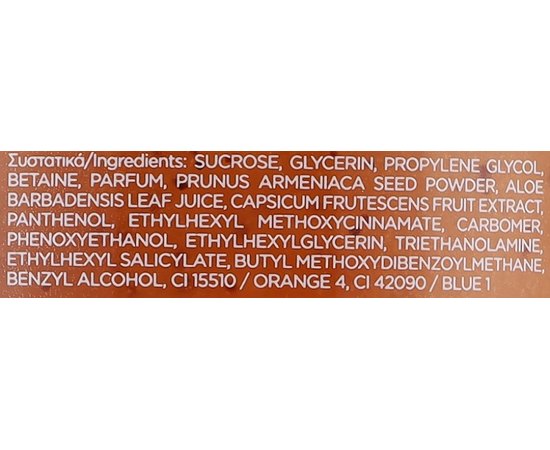 Συστατικά/Ingredients: SUCROSE, GLYCERIN, PROPYLENE GLYCOL,
BETAINE, PARFUM, PRUNUS ARMENIACA SEED POWDER, ALOE
BARBADENSIS LEAF JUICE, CAPSICUM FRUTESCENS FRUIT EXTRACT,
PANTHENOL, ETHYLHEXYL METHOXYCINNAMATE, CARBOMER,
PHENOXYETHANOL, ETHYLHEXYLGLYCERIN, TRIETHANOLAMINE,
ETHYLHEXYL SALICYLATE, BUTYL METHOXYDIBENZOYLMETHANE,
BENZYL ALCOHOL, CI 15510 / ORANGE 4, CI 42090 / BLUE 1